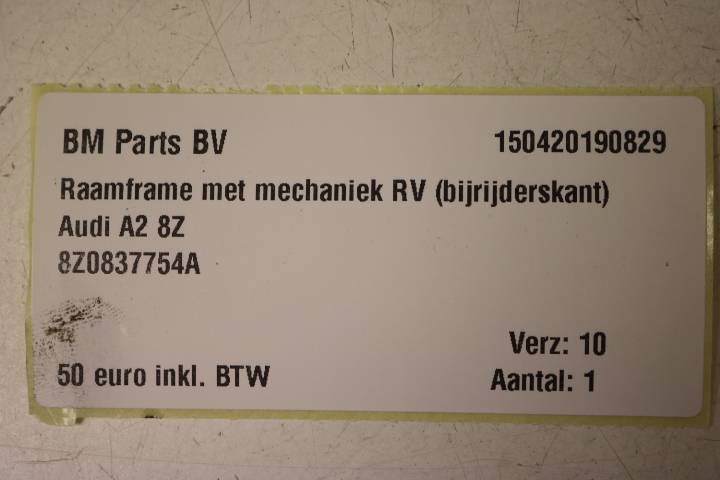 BM Parts BV 150420190829
Raamframe met mechaniek RV (bijrijderskant)
Audi A2 8Z
8Z0837754A
Verz: 10
50 euro inkl. BTW Aantal: 1